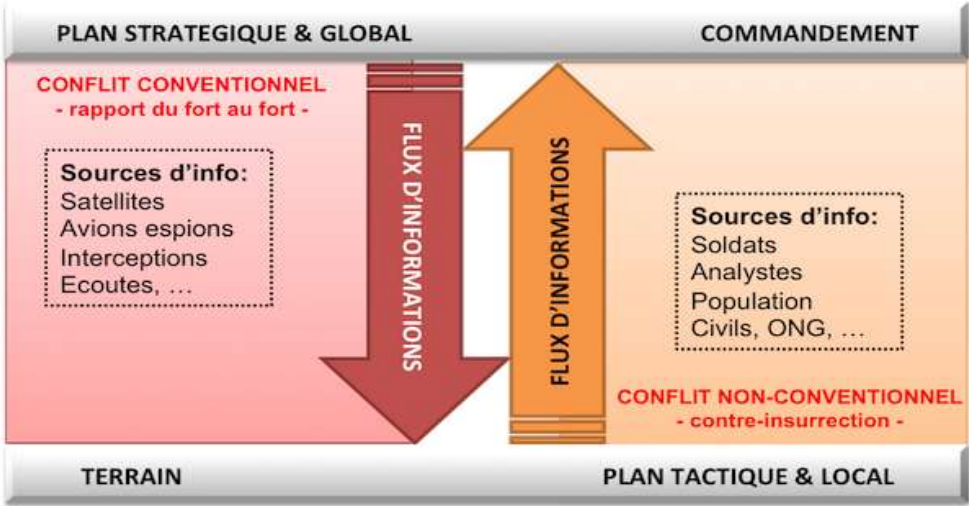 PLAN STRATEGIQUE & GLOBAL
COMMANDEMENT
CONFLIT CONVENTIONNEL
- rapport du fort au fort -
Sources d'info:
Satellites
Avions espions
Interceptions
Ecoutes, ...
FLUX D'INFORMATIONS
FLUX D'INFORMATIONS
Sources d'info:
Soldats
Analystes
Population
Civils, ONG, ...
CONFLIT NON-CONVENTIONNEL
- contre-insurrection -
TERRAIN
PLAN TACTIQUE & LOCAL